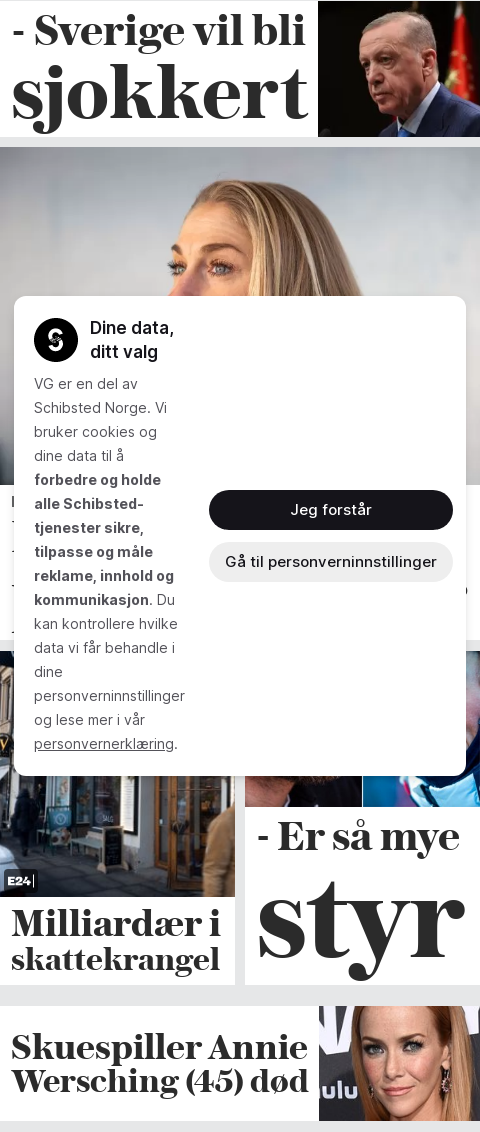 - Sverige vil bli
sjokkert
Dine data,
ditt valg
VG er en del av
Schibsted Norge. Vi
bruker cookies og
dine data til å
forbedre og holde
alle Schibsted-
tjenester sikre,
tilpasse og måle
reklame, innhold og
kommunikasjon. Du
kan kontrollere hvilke
data vi får behandle i
dine
personverninnstillinger
og lese mer i vår
personvernerklæring.
Jeg forstår
Gå til personverninnstillinger
E24
Milliardær i
skattekrangel
- Er så mye
styr
Skuespiller Annie
Wersching (45) død
hulu